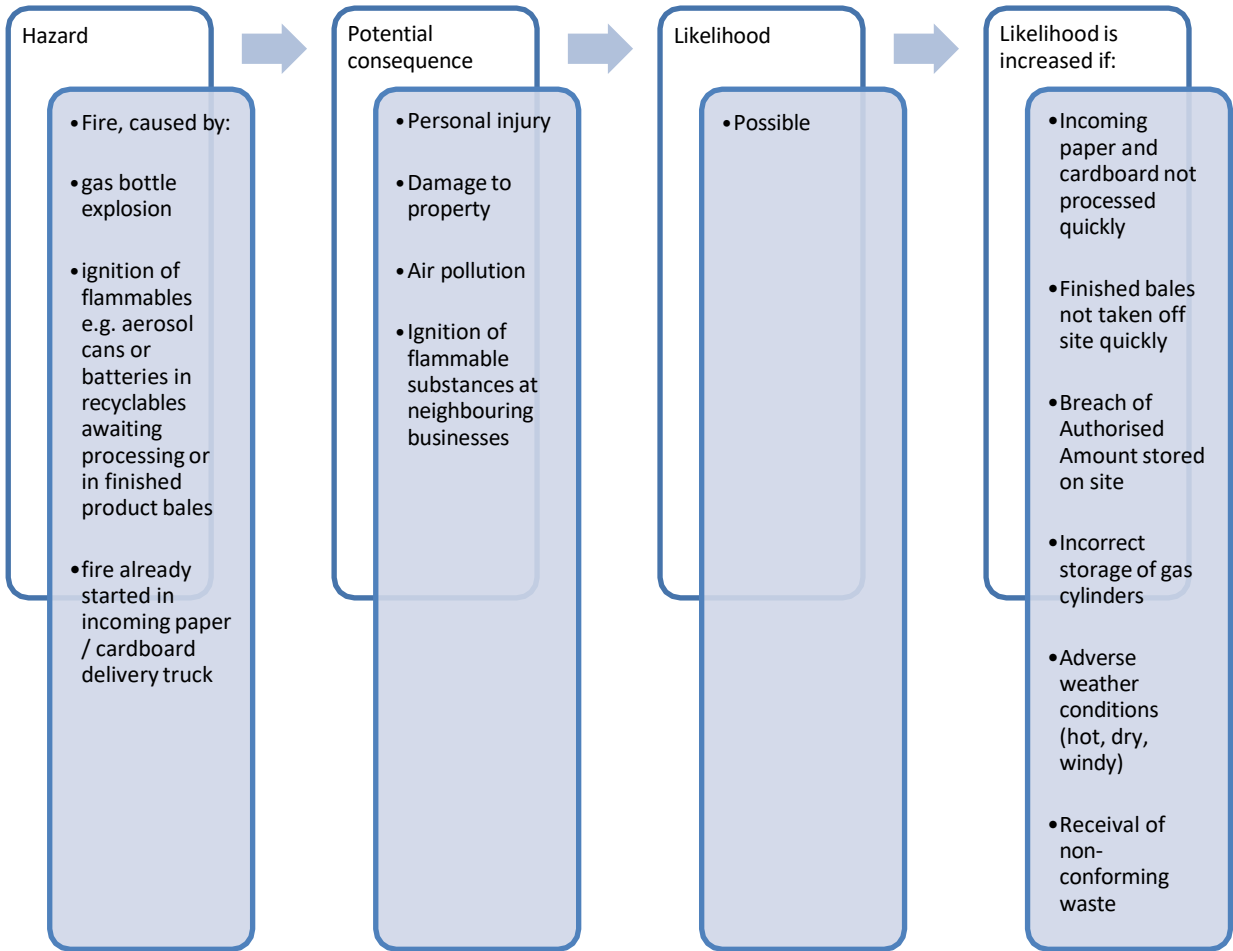 Hazard
•Fire, caused by:
•gas bottle
explosion
•ignition of
flammables
e.g. aerosol
cans or
batteries in
recyclables
awaiting
processing or
in finished
product bales
•fire already
started in
incoming paper
/ cardboard
delivery truck
Potential
consequence
•Personal injury
•Damage to
property
•Air pollution
•Ignition of
flammable
substances at
neighbouring
businesses
Likelihood
•Possible
Likelihood is
increased if:
•Incoming
paper and
cardboard not
processed
quickly
•Finished bales
not taken off
site quickly
•Breach of
Authorised
Amount stored
on site
•Incorrect
storage of gas
cylinders
•Adverse
weather
conditions
(hot, dry,
windy)
•Receival of
non-
conforming
waste